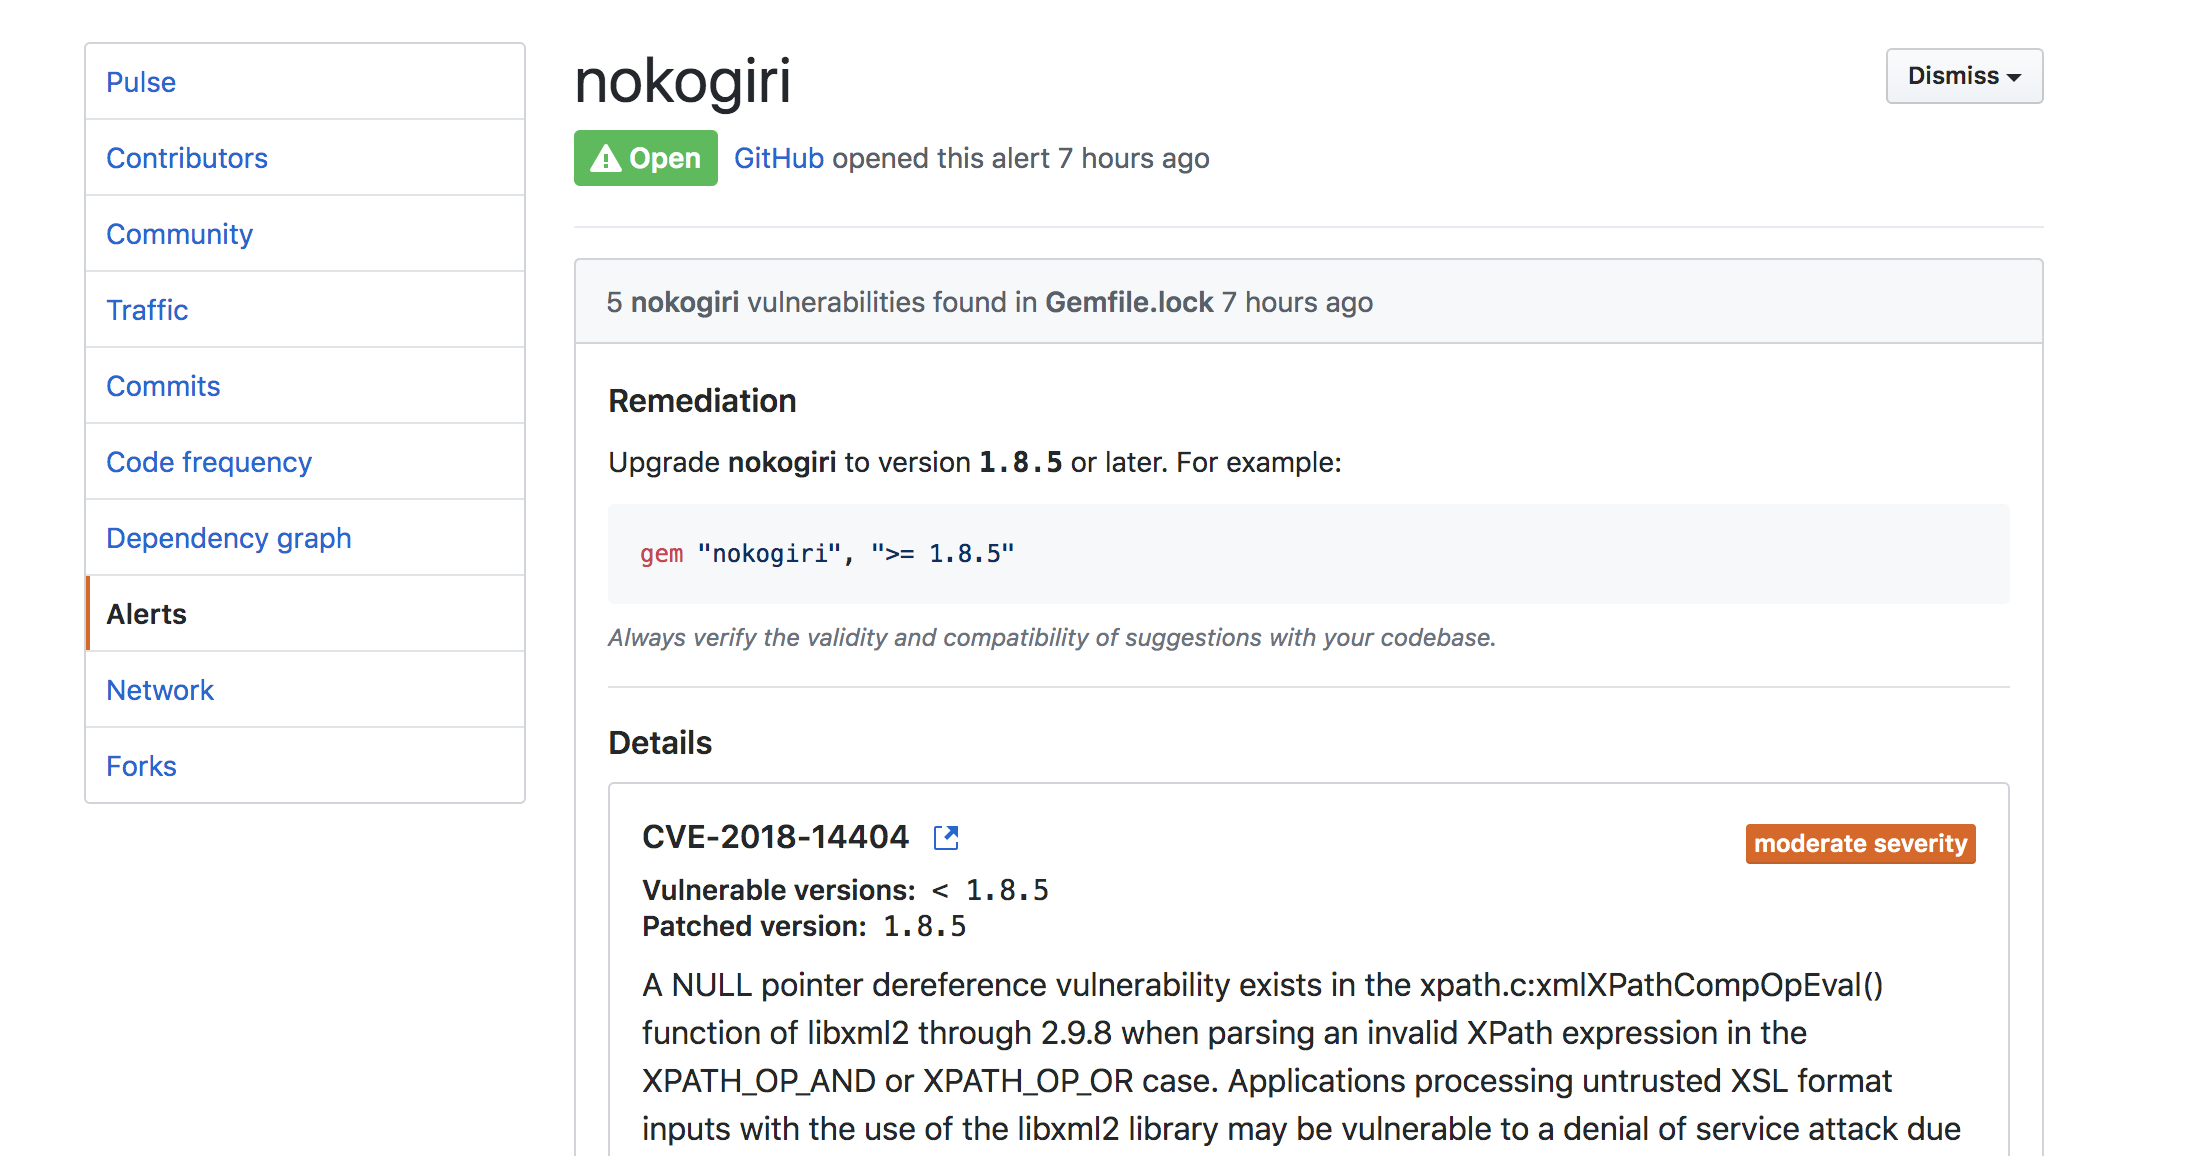 Pulse
Contributors
Community
Traffic
Commits
Code frequency
Dependency graph
Alerts
Network
Forks
nokogiri
Dismiss
Open GitHub opened this alert 7 hours ago
5 nokogiri vulnerabilities found in Gemfile.lock 7 hours ago
Remediation
Upgrade nokogiri to version 1.8.5 or later. For example:
gem "nokogiri", ">= 1.8.5"
Always verify the validity and compatibility of suggestions with your codebase.
Details
CVE-2018-14404
moderate severity
Vulnerable versions: < 1.8.5
Patched version: 1.8.5
A NULL pointer dereference vulnerability exists in the xpath.c:xmlXPathCompOpEval()
function of libxml2 through 2.9.8 when parsing an invalid XPath expression in the
XPATH_OP_AND or XPATH_OP_OR case. Applications processing untrusted XSL format
inputs with the use of the libxml2 library may be vulnerable to a denial of service attack due